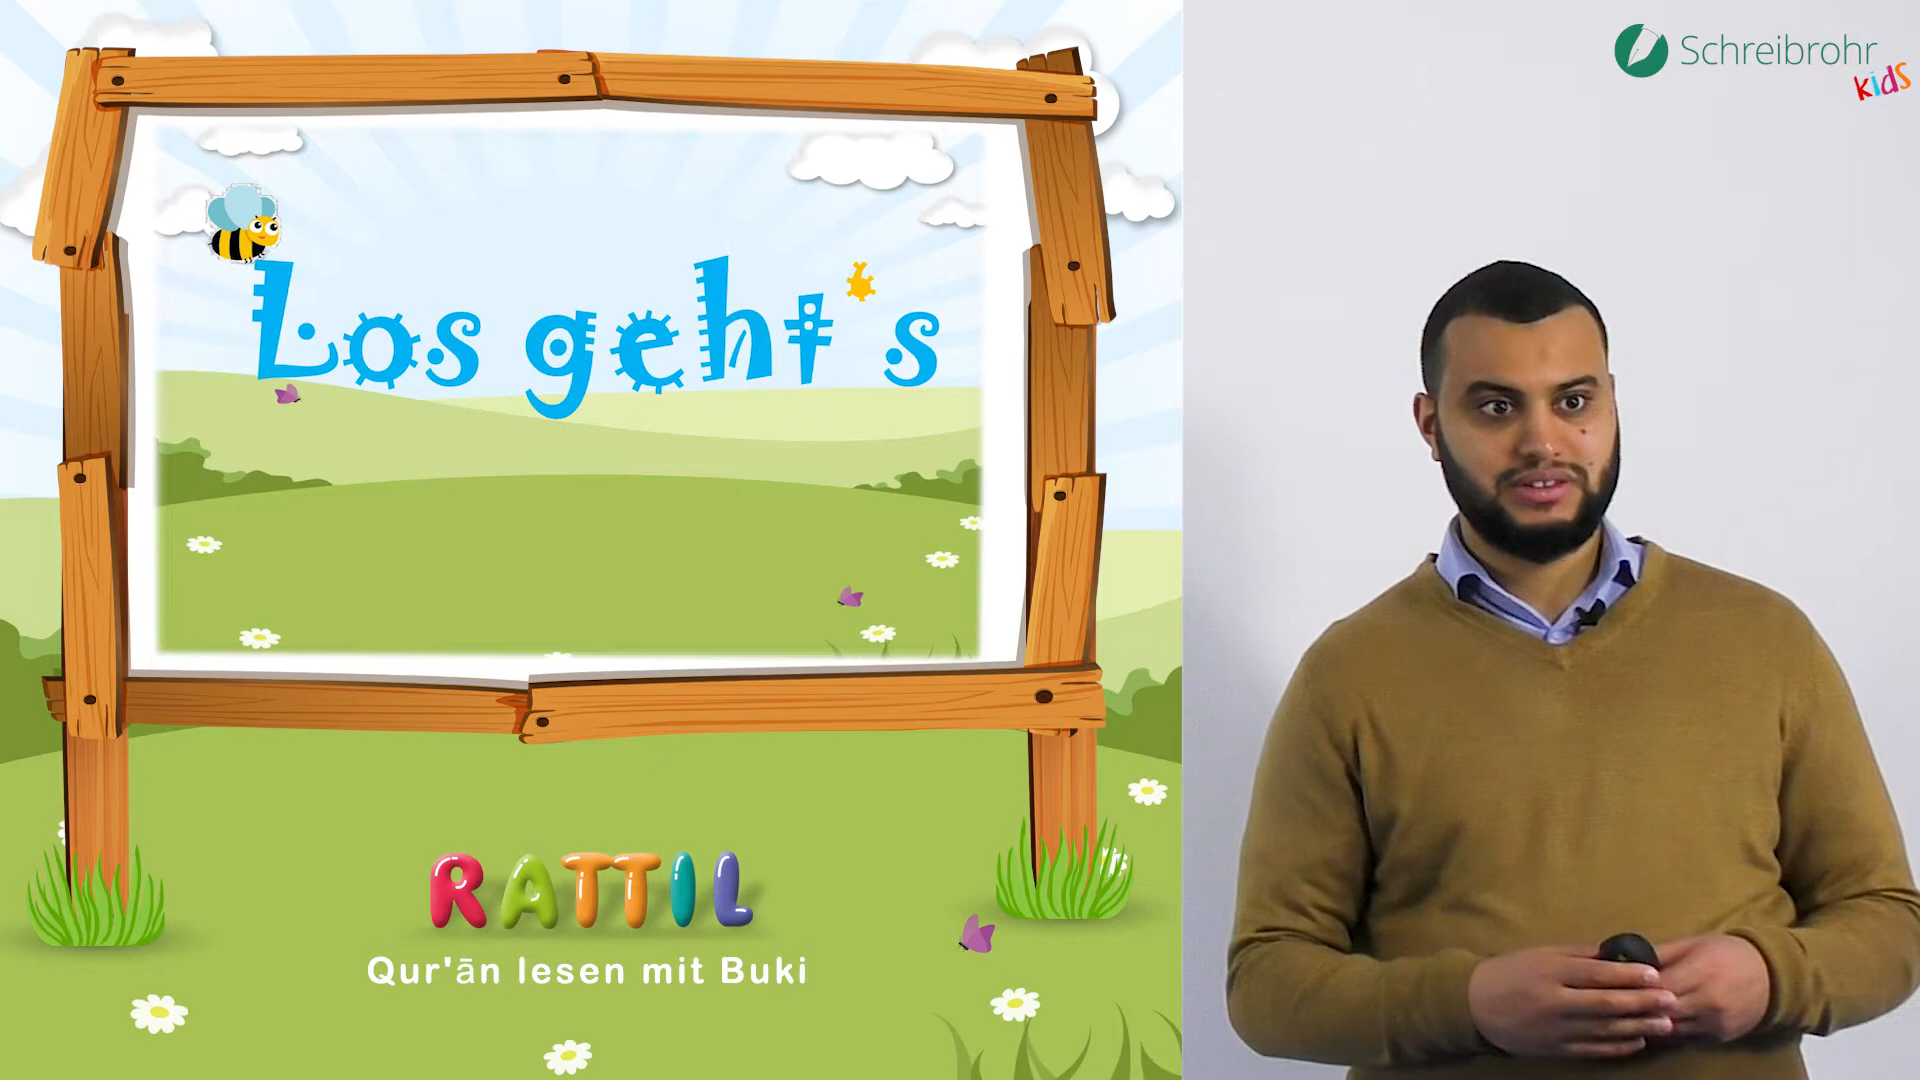 Los geht's
RATTIL
Qur'ān lesen mit Buki
Schreibrohr
kids